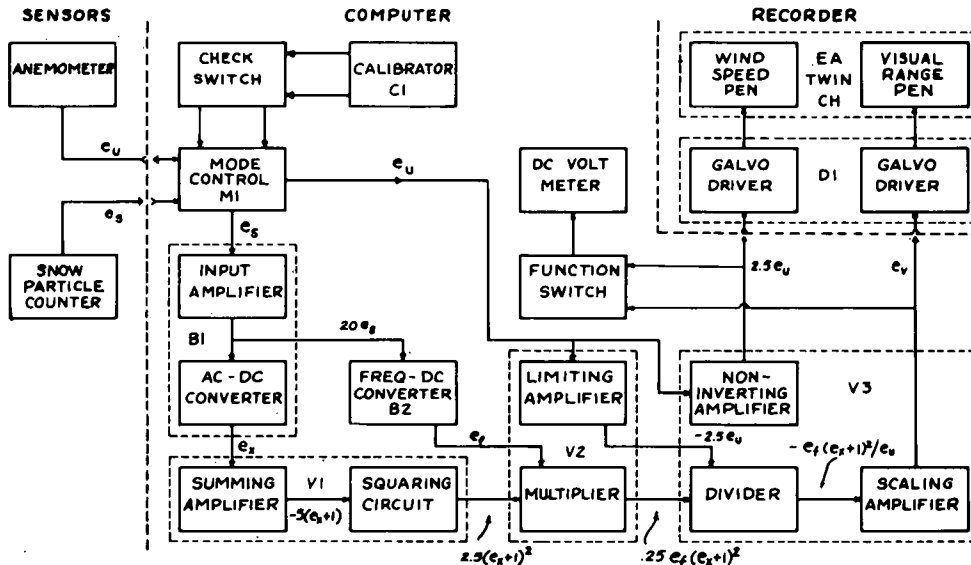 SENSORS
COMPUTER
RECORDER
ANEMOMETER
CHECK
SWITCH
CALIBRATOR
C1
WIND
SPEED
PEN
EA
TWIN
CH
VISUAL
RANGE
PEN
e_u
MODE
CONTROL
M1
e_u
DC VOLT
METER
GALVO
DRIVER
D1
GALVO
DRIVER
e_s
e_s
SNOW
PARTICLE
COUNTER
INPUT
AMPLIFIER
FUNCTION
SWITCH
2.5e_u
e_v
B1
20e_s
AC-DC
CONVERTER
FREQ-DC
CONVERTER
B2
LIMITING
AMPLIFIER
NON-
INVERTING
AMPLIFIER
V3
e_x
e_f
V2
-2.5e_u
-e_f(e_x+1)²/e_u
SUMMING
AMPLIFIER
V1
-5(e_x+1)
SQUARING
CIRCUIT
MULTIPLIER
DIVIDER
SCALING
AMPLIFIER
2.5(e_x+1)²
.25 e_f(e_x+1)²